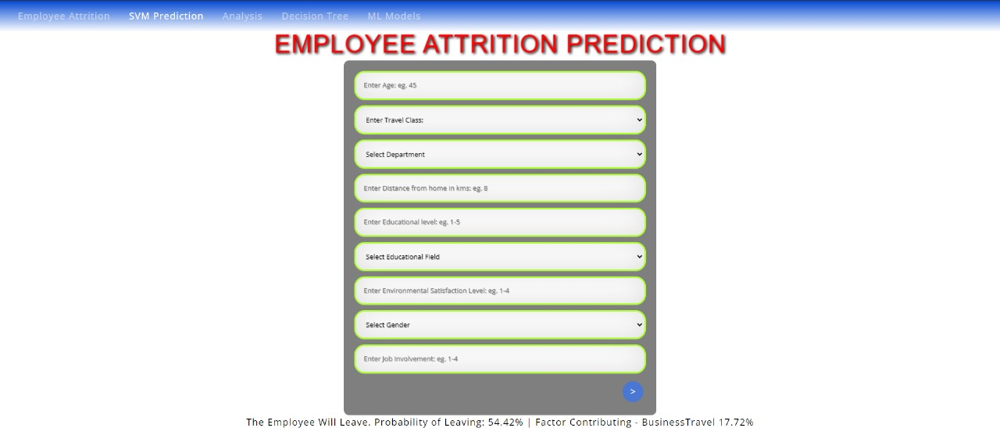 Employee Attrition SVM Prediction Analysis Decision Tree ML Models
EMPLOYEE ATTRITION PREDICTION
Enter Age: eg. 45
Enter Travel Class:
Select Department
Enter Distance from home in kms: eg. 8
Enter Educational level: eg. 1-5
Select Educational Field
Enter Environmental Satisfaction Level: eg. 1-4
Select Gender
Enter Job Involvement: eg. 1-4
>
The Employee Will Leave. Probability of Leaving: 54.42% | Factor Contributing - BusinessTravel 17.72%